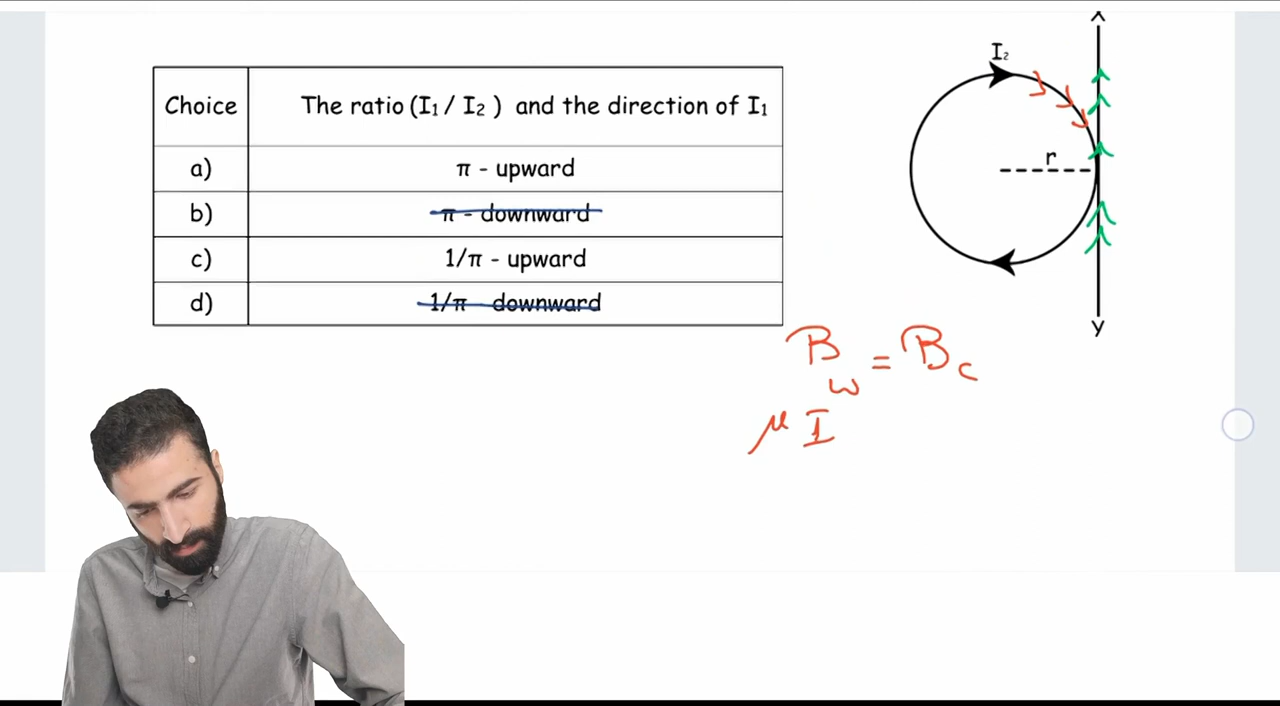 X
I₂
Choice The ratio (I₁ / I₂ ) and the direction of I₁
a) π - upward
r
b) π - downward
c) 1/π - upward
d) 1/π - downward
y
B_w = B_c
μ I